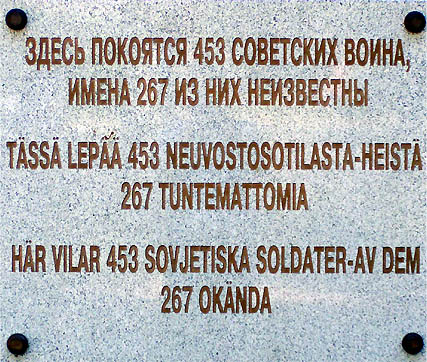 ЗДЕСЬ ПОКОЯТСЯ 453 СОВЕТСКИХ ВОИНА,
ИМЕНА 267 ИЗ НИХ НЕИЗВЕСТНЫ
TÄSSÄ LEPÄÄ 453 NEUVOSTOSOTILASTA-HEISTÄ
267 TUNTEMATTOMIA
HÄR VILAR 453 SOVJETISKA SOLDATER-AV DEM
267 OKÄNDA